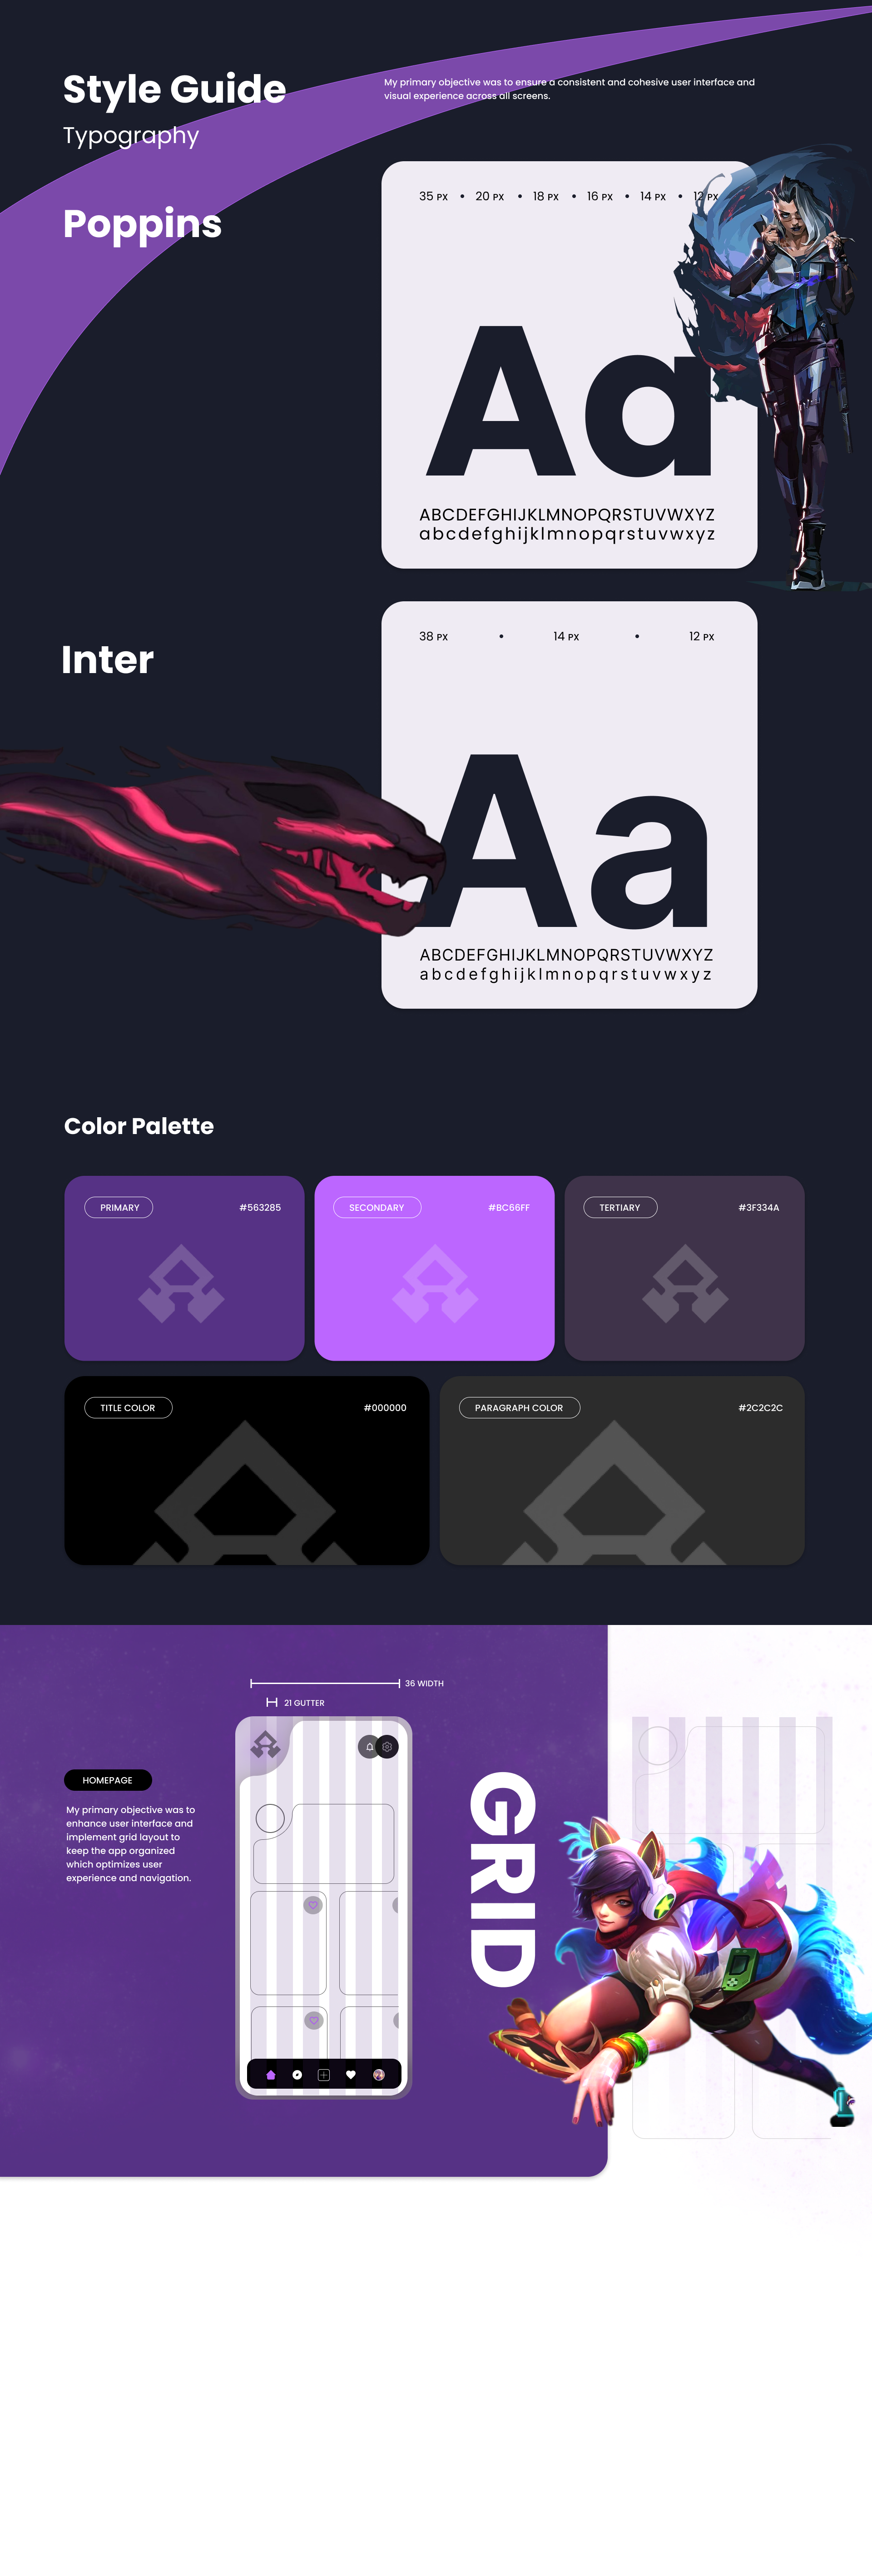 Style Guide
Typography
My primary objective was to ensure a consistent and cohesive user interface and
visual experience across all screens.
Poppins
35 PX • 20 PX • 18 PX • 16 PX • 14 PX • 12 PX
Aa
ABCDEFGHIJKLMNOPQRSTUVWXYZ
abcdefghijklmnopqrstuvwxyz
Inter
38 PX • 14 PX • 12 PX
Aa
ABCDEFGHIJKLMNOPQRSTUVWXYZ
abcdefghijklmnopqrstuvwxyz
Color Palette
PRIMARY #563285
SECONDARY #BC66FF
TERTIARY #3F334A
TITLE COLOR #000000
PARAGRAPH COLOR #2C2C2C
36 WIDTH
21 GUTTER
HOMEPAGE
My primary objective was to
enhance user interface and
implement grid layout to
keep the app organized
which optimizes user
experience and navigation.
GRID